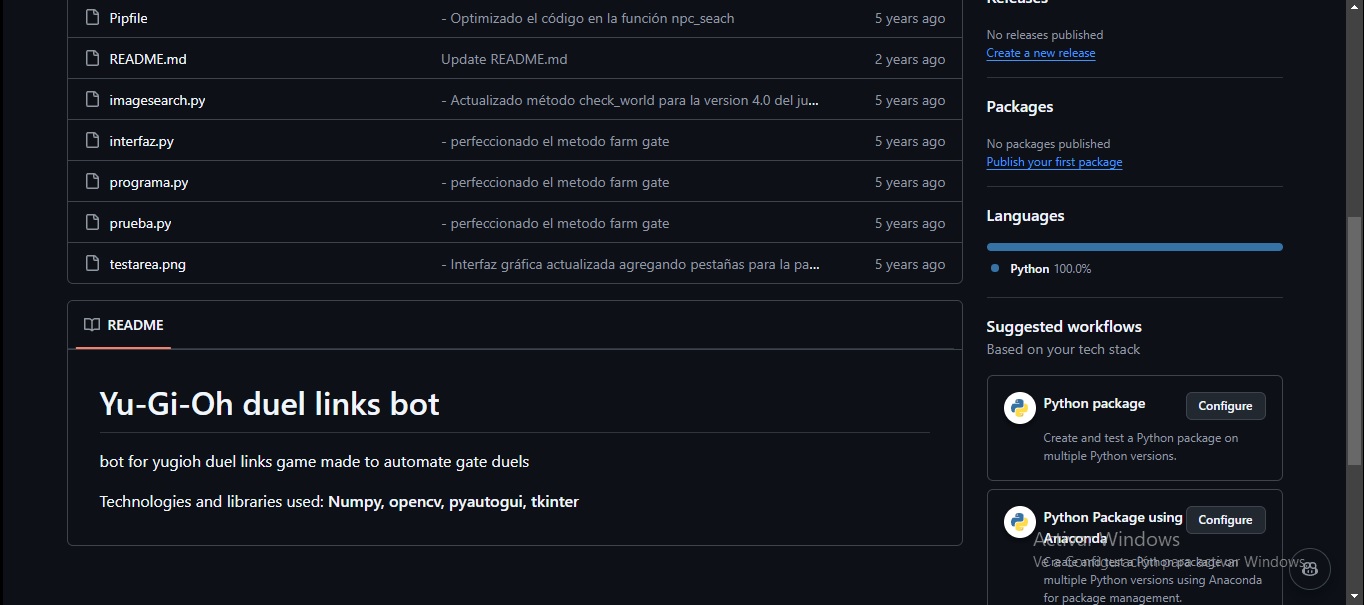 Pipfile - Optimizado el código en la función npc_seach 5 years ago
README.md Update README.md 2 years ago
imagesearch.py - Actualizado método check_world para la version 4.0 del ju... 5 years ago
interfaz.py - perfeccionado el metodo farm gate 5 years ago
programa.py - perfeccionado el metodo farm gate 5 years ago
prueba.py - perfeccionado el metodo farm gate 5 years ago
testarea.png - Interfaz gráfica actualizada agregando pestañas para la pa... 5 years ago
README
Yu-Gi-Oh duel links bot
bot for yugioh duel links game made to automate gate duels
Technologies and libraries used: Numpy, opencv, pyautogui, tkinter
Releases
No releases published
Create a new release
Packages
No packages published
Publish your first package
Languages
Python 100.0%
Suggested workflows
Based on your tech stack
Python package Configure
Create and test a Python package on
multiple Python versions.
Python Package using Configure
Anaconda
Create and test a Python package on
multiple Python versions using Anaconda
for package management.
Activar Windows
Ve a Configuración para activar Windows.